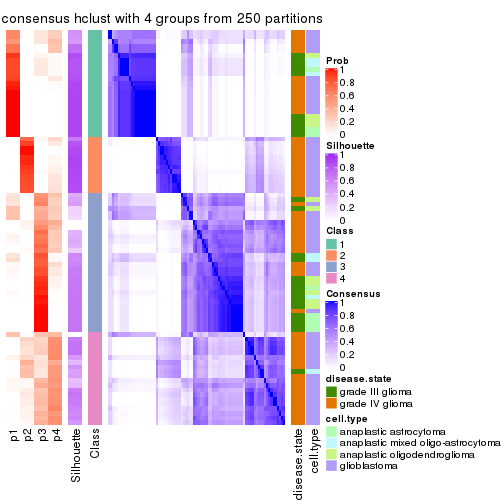 consensus hclust with 4 groups from 250 partitions
Prob
1
0.8
0.6
0.4
0.2
0
Silhouette
1
0.8
0.6
0.4
0.2
0
Class
1
2
3
4
Consensus
1
0.8
0.6
0.4
0.2
0
disease.state
grade III glioma
grade IV glioma
cell.type
anaplastic astrocytoma
anaplastic mixed oligo-astrocytoma
anaplastic oligodendroglioma
glioblastoma
p1
p2
p3
p4
Silhouette
Class
disease.state
cell.type